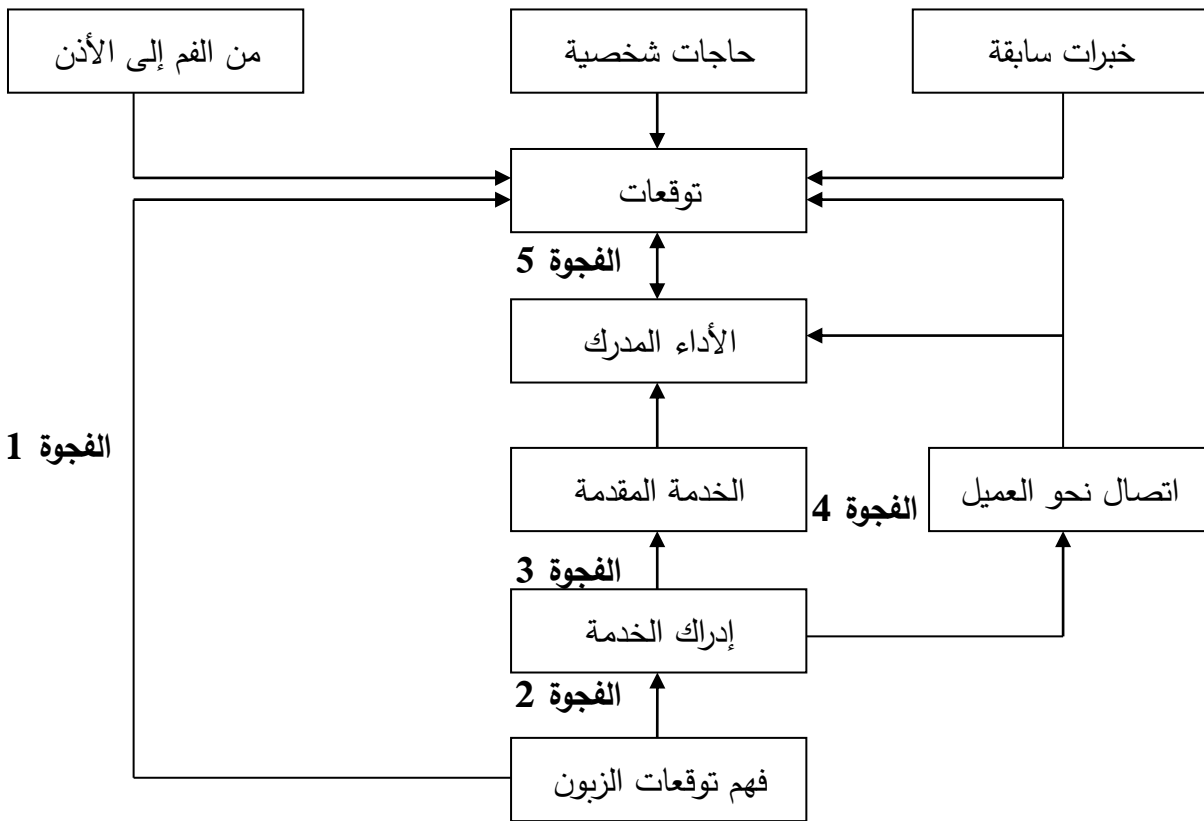 خبرات سابقة
حاجات شخصية
من الفم إلى الأذن
توقعات
الفجوة 5
الأداء المدرك
الفجوة 1
اتصال نحو العميل
الفجوة 4
الخدمة المقدمة
الفجوة 3
إدراك الخدمة
الفجوة 2
فهم توقعات الزبون